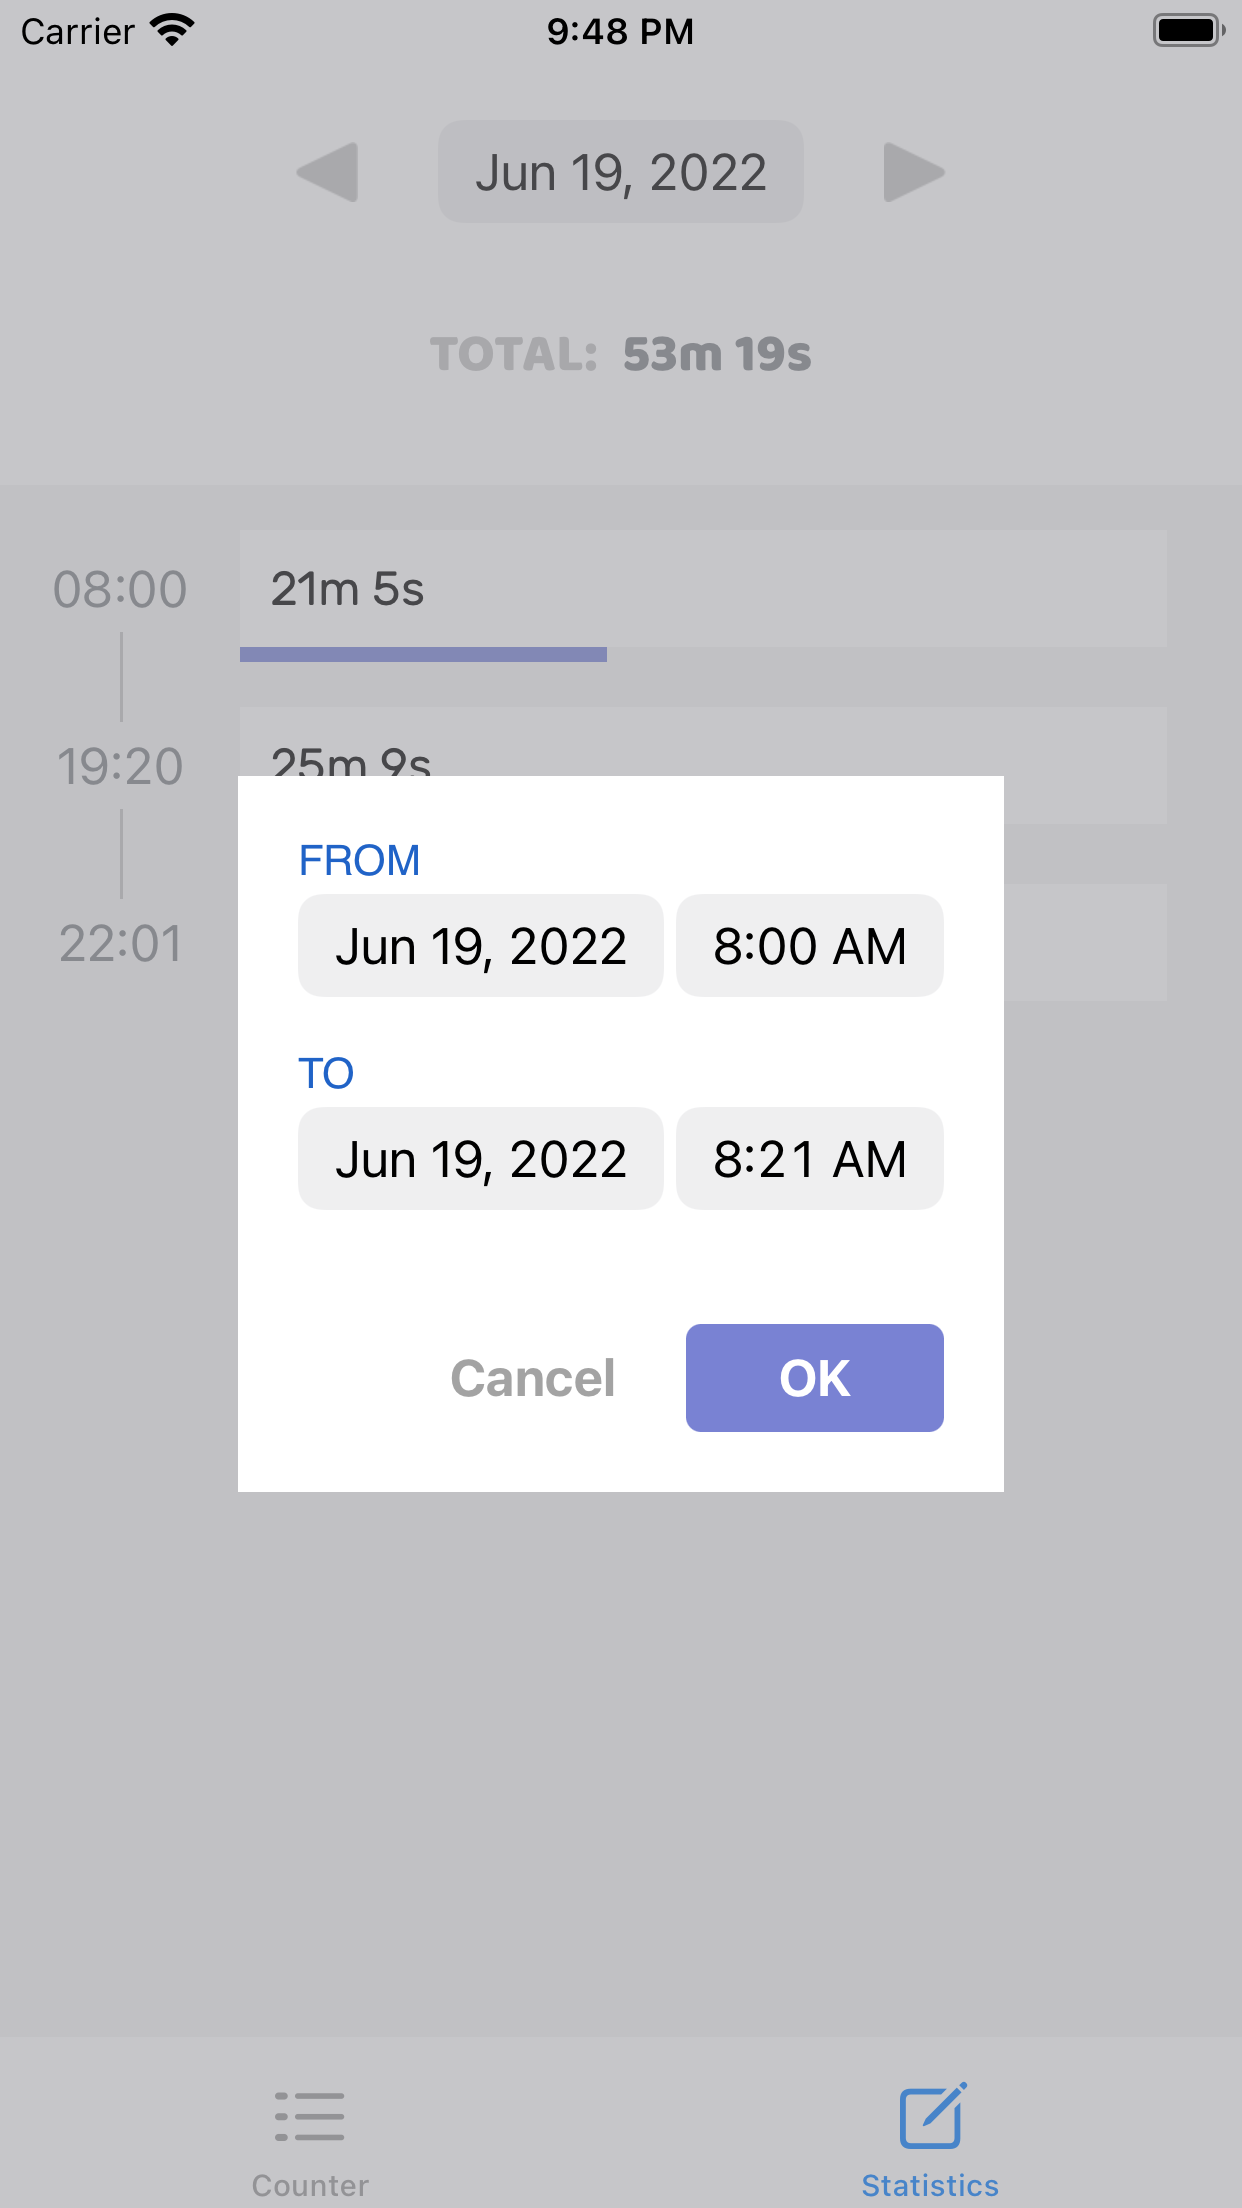 Carrier 9:48 PM
Jun 19, 2022
TOTAL: 53m 19s
08:00 21m 5s
19:20 25m 9s
22:01
FROM
Jun 19, 2022 8:00 AM
TO
Jun 19, 2022 8:21 AM
Cancel OK
Counter Statistics